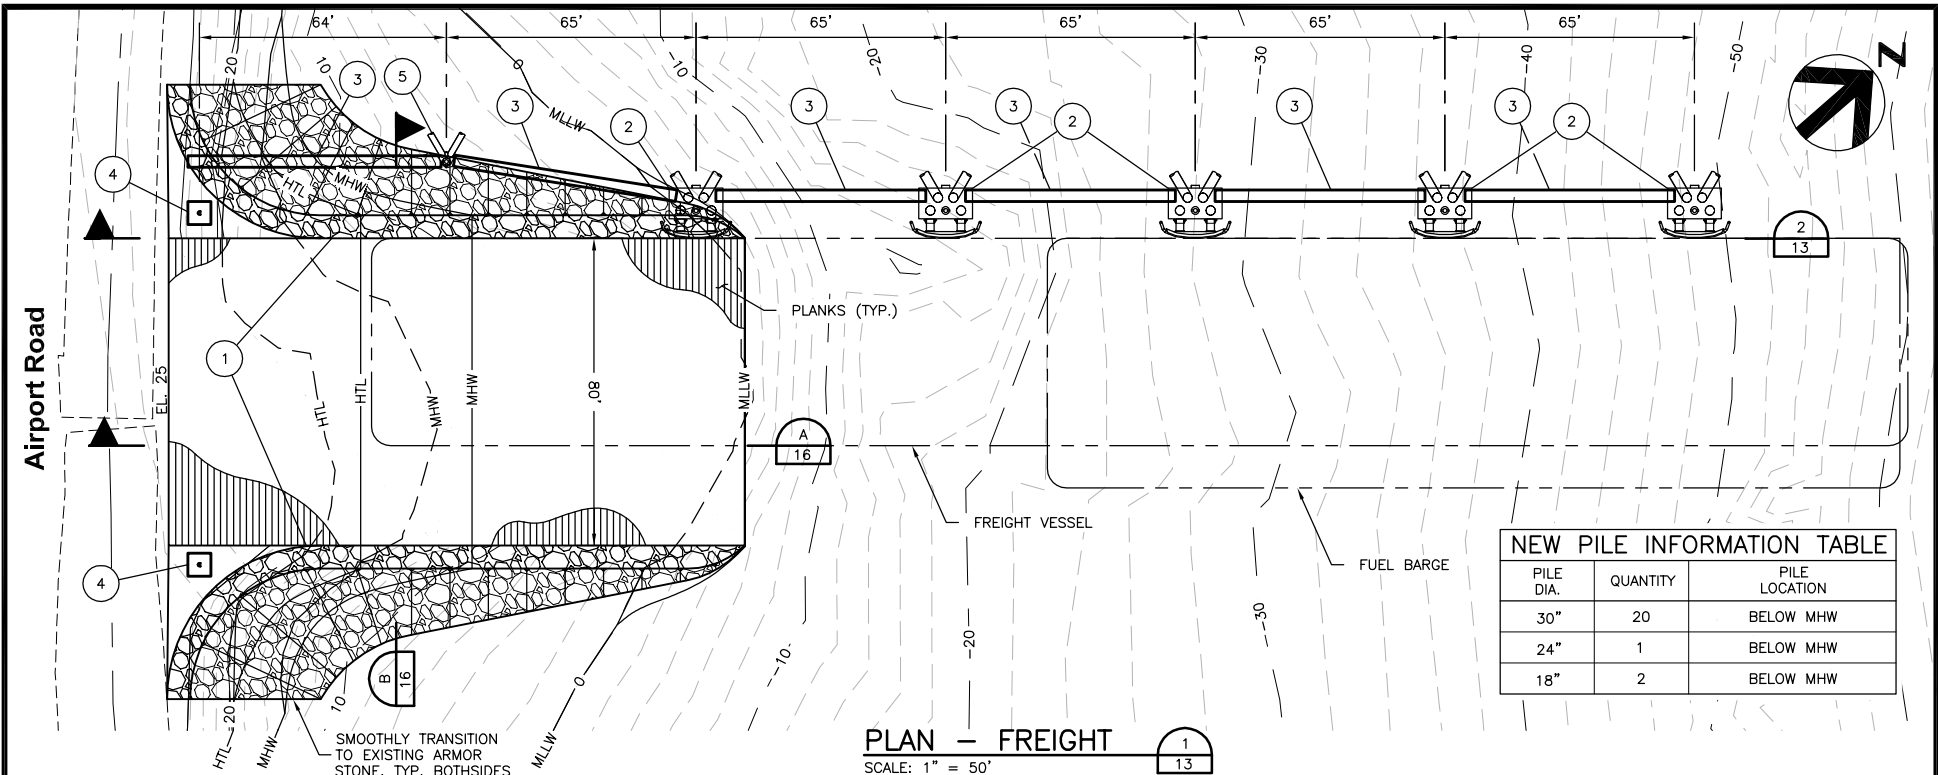 64'
65'
65'
65'
65'
65'
20
10
0
-10
-20
-30
-40
-50
N
3
5
3
2
3
3
2
3
3
2
MLLW
4
HTL
MHW
2
13
PLANKS (TYP.)
Airport Road
EL. 25
1
HTL
HTL
MHW
MHW
80'
MLLW
A
16
FREIGHT VESSEL
FUEL BARGE
4
NEW PILE INFORMATION TABLE
PILE DIA.
QUANTITY
PILE LOCATION
30" 20 BELOW MHW
24" 1 BELOW MHW
18" 2 BELOW MHW
-30
-20
-10
0
B
16
10
20
HTL
MHW
MLLW
SMOOTHLY TRANSITION
TO EXISTING ARMOR
STONE, TYP. BOTHSIDES
PLAN – FREIGHT
1
13
SCALE: 1" = 50'